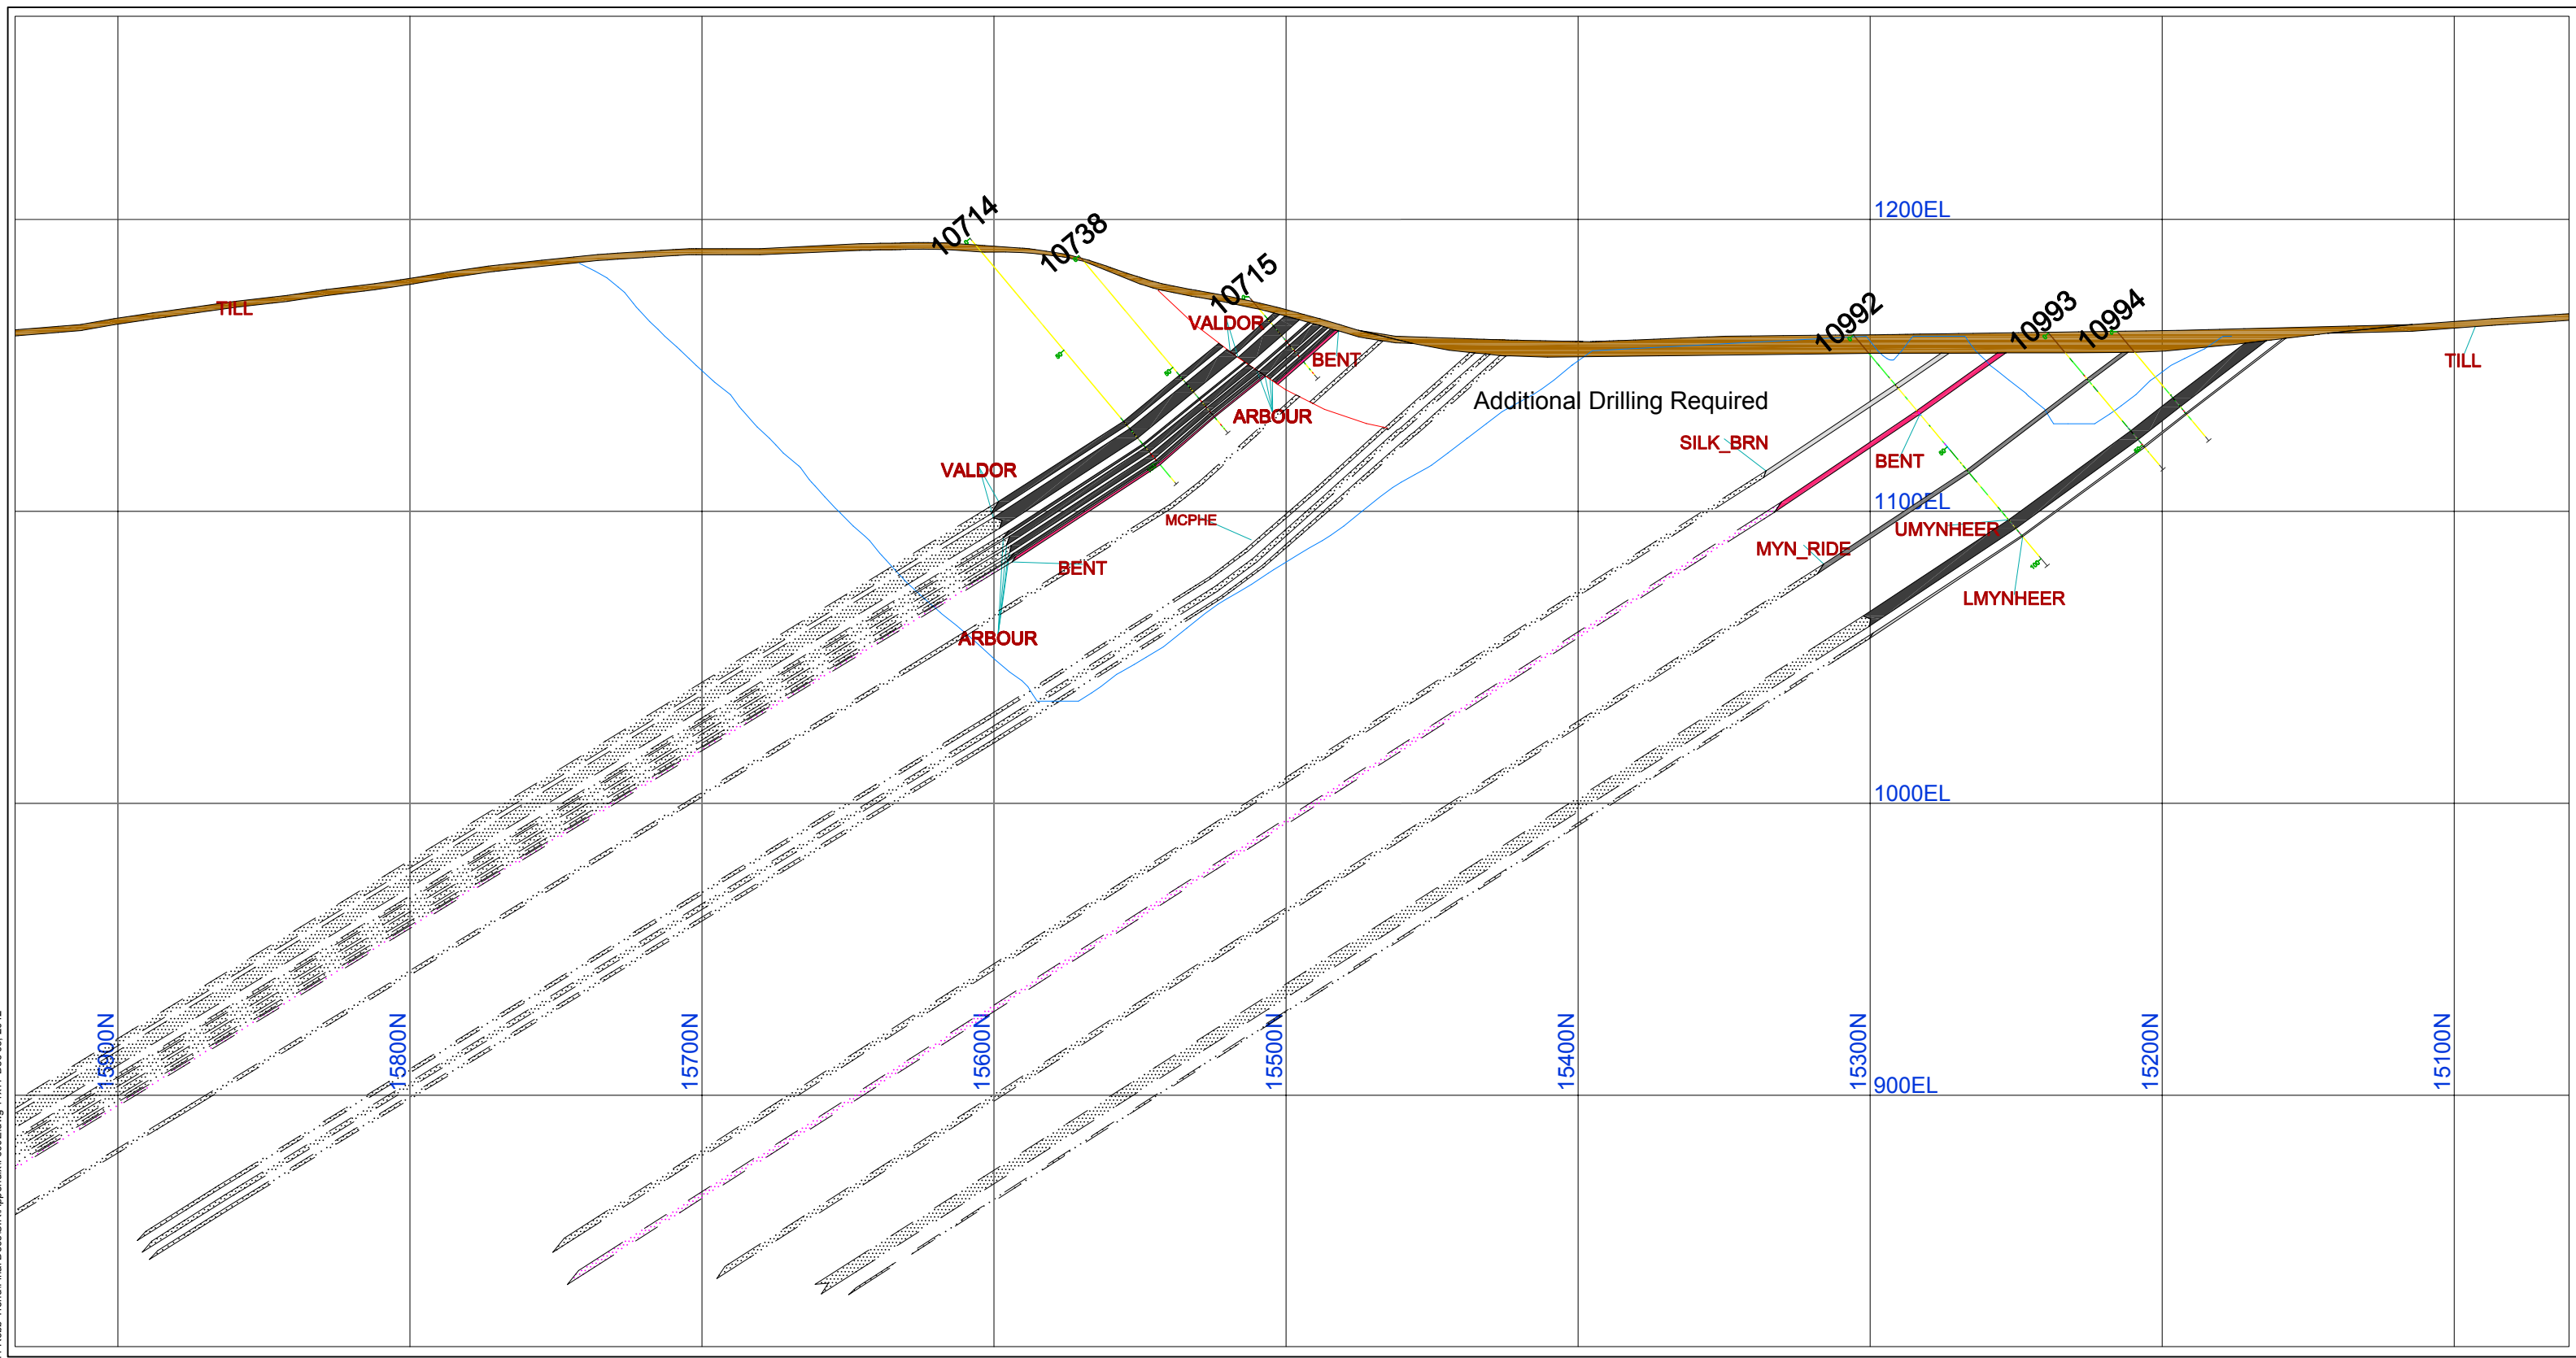 10714
10738
10715
1200EL
10992
10993
10994
TILL
VALDOR
BENT
TILL
Additional Drilling Required
ARBOUR
SILK_BRN
BENT
VALDOR
1100EL
MCPHE
UMYNHEER
MYN_RIDE
BENT
LMYNHEER
ARBOUR
1000EL
15900N
15800N
15700N
15600N
15500N
15400N
15300N
15200N
15100N
900EL